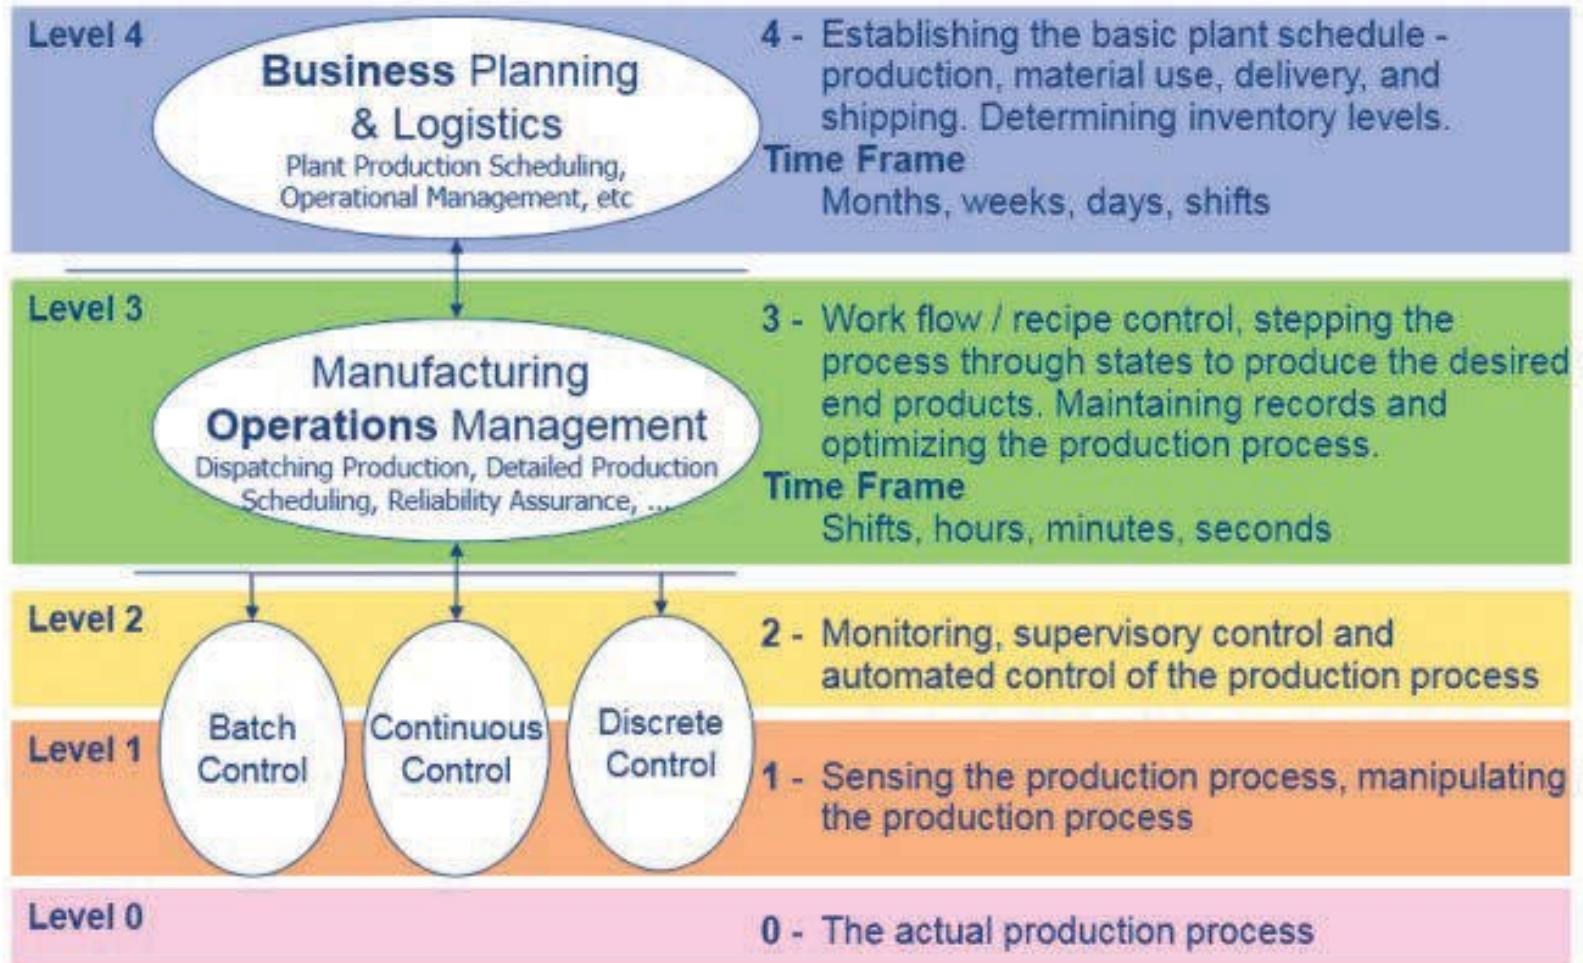 Level 4
Business Planning
& Logistics
Plant Production Scheduling,
Operational Management, etc
4 - Establishing the basic plant schedule -
production, material use, delivery, and
shipping. Determining inventory levels.
Time Frame
Months, weeks, days, shifts
Level 3
Manufacturing
Operations Management
Dispatching Production, Detailed Production
Scheduling, Reliability Assurance, ...
3 - Work flow / recipe control, stepping the
process through states to produce the desired
end products. Maintaining records and
optimizing the production process.
Time Frame
Shifts, hours, minutes, seconds
Level 2
2 - Monitoring, supervisory control and
automated control of the production process
Level 1
Batch
Control
Continuous
Control
Discrete
Control
1 - Sensing the production process, manipulating
the production process
Level 0
0 - The actual production process